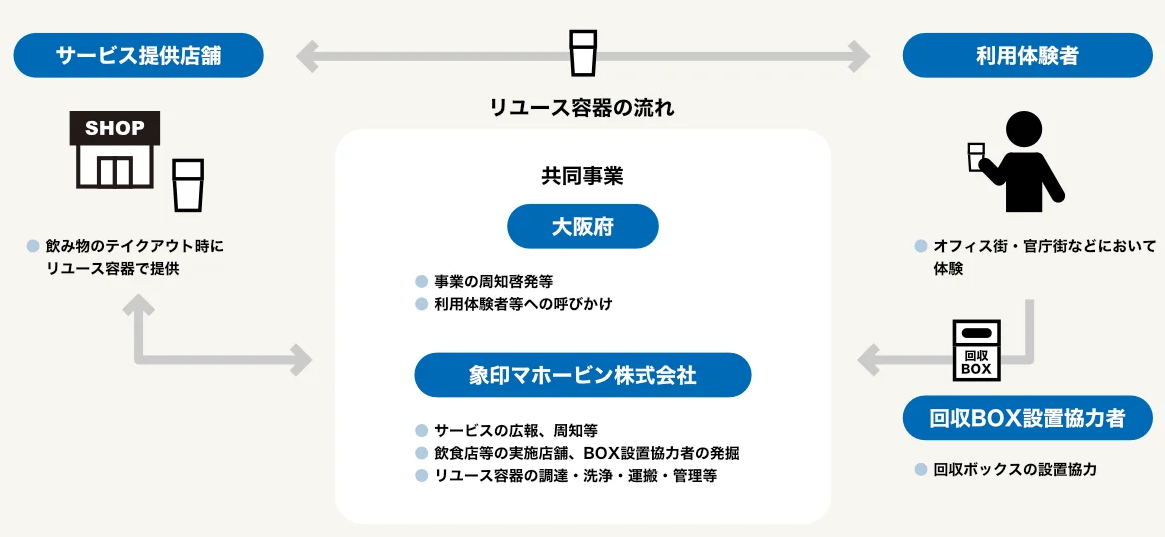 サービス提供店舗
利用体験者
リユース容器の流れ
SHOP
飲み物のテイクアウト時に
リユース容器で提供
共同事業
大阪府
事業の周知啓発等
利用体験者等への呼びかけ
象印マホービン株式会社
サービスの広報、周知等
飲食店等の実施店舗、BOX設置協力者の発掘
リユース容器の調達・洗浄・運搬・管理等
オフィス街・官庁街などにおいて
体験
回収
BOX
回収BOX設置協力者
回収ボックスの設置協力